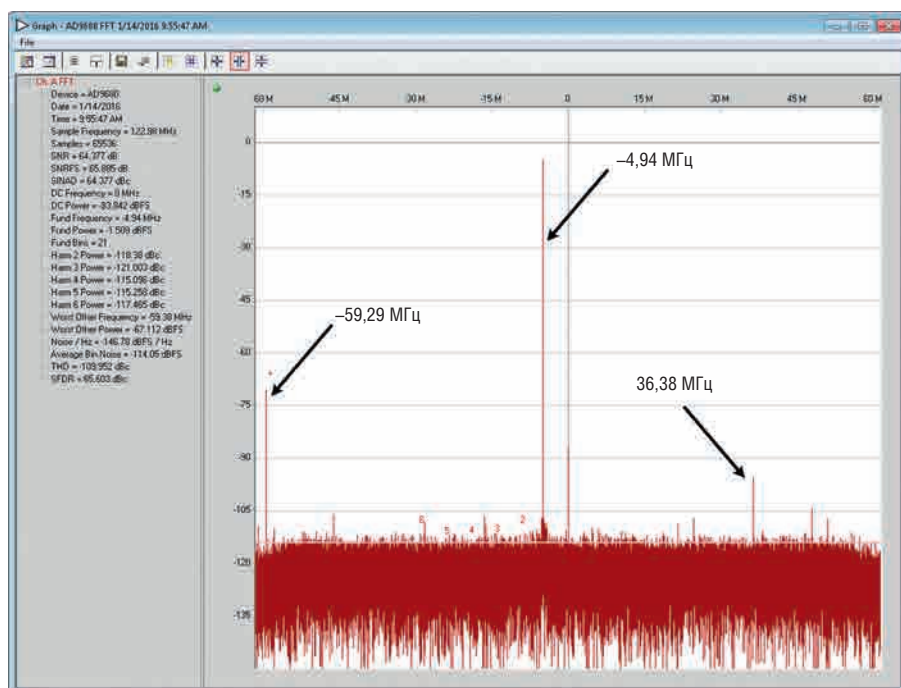 Graph - AD9680 FFT 1/14/2016 9:55:47 AM
File
Ch. A FFT
Device = AD9680
Date = 1/14/2016
Time = 9:55:47 AM
Sample Frequency = 122.88 MHz
Samples = 65536
SNR = 64.377 dB
SNRFS = 65.885 dB
SINAD = 64.377 dBc
DC Frequency = 0 MHz
DC Power = -83.842 dBFS
Fund Frequency = -4.94 MHz
Fund Power = -1.509 dBFS
Fund Bins = 21
Harm 2 Power = -118.38 dBc
Harm 3 Power = -121.003 dBc
Harm 4 Power = -115.096 dBc
Harm 5 Power = -115.258 dBc
Harm 6 Power = -117.465 dBc
Worst Other Frequency = -59.38 MHz
Worst Other Power = -67.112 dBFS
Noise / Hz = -146.78 dBFS / Hz
Average Bin Noise = -114.05 dBFS
THD = -109.952 dBc
SFDR = 65.603 dBc
60 M 45 M 30 M -15 M 0 15 M 30 M 45 M 60 M
0
-15
-30
-45
-60
-75
-90
-105
-120
-135
–4,94 МГц
–59,29 МГц
36,38 МГц
+
6 5 4 3 2